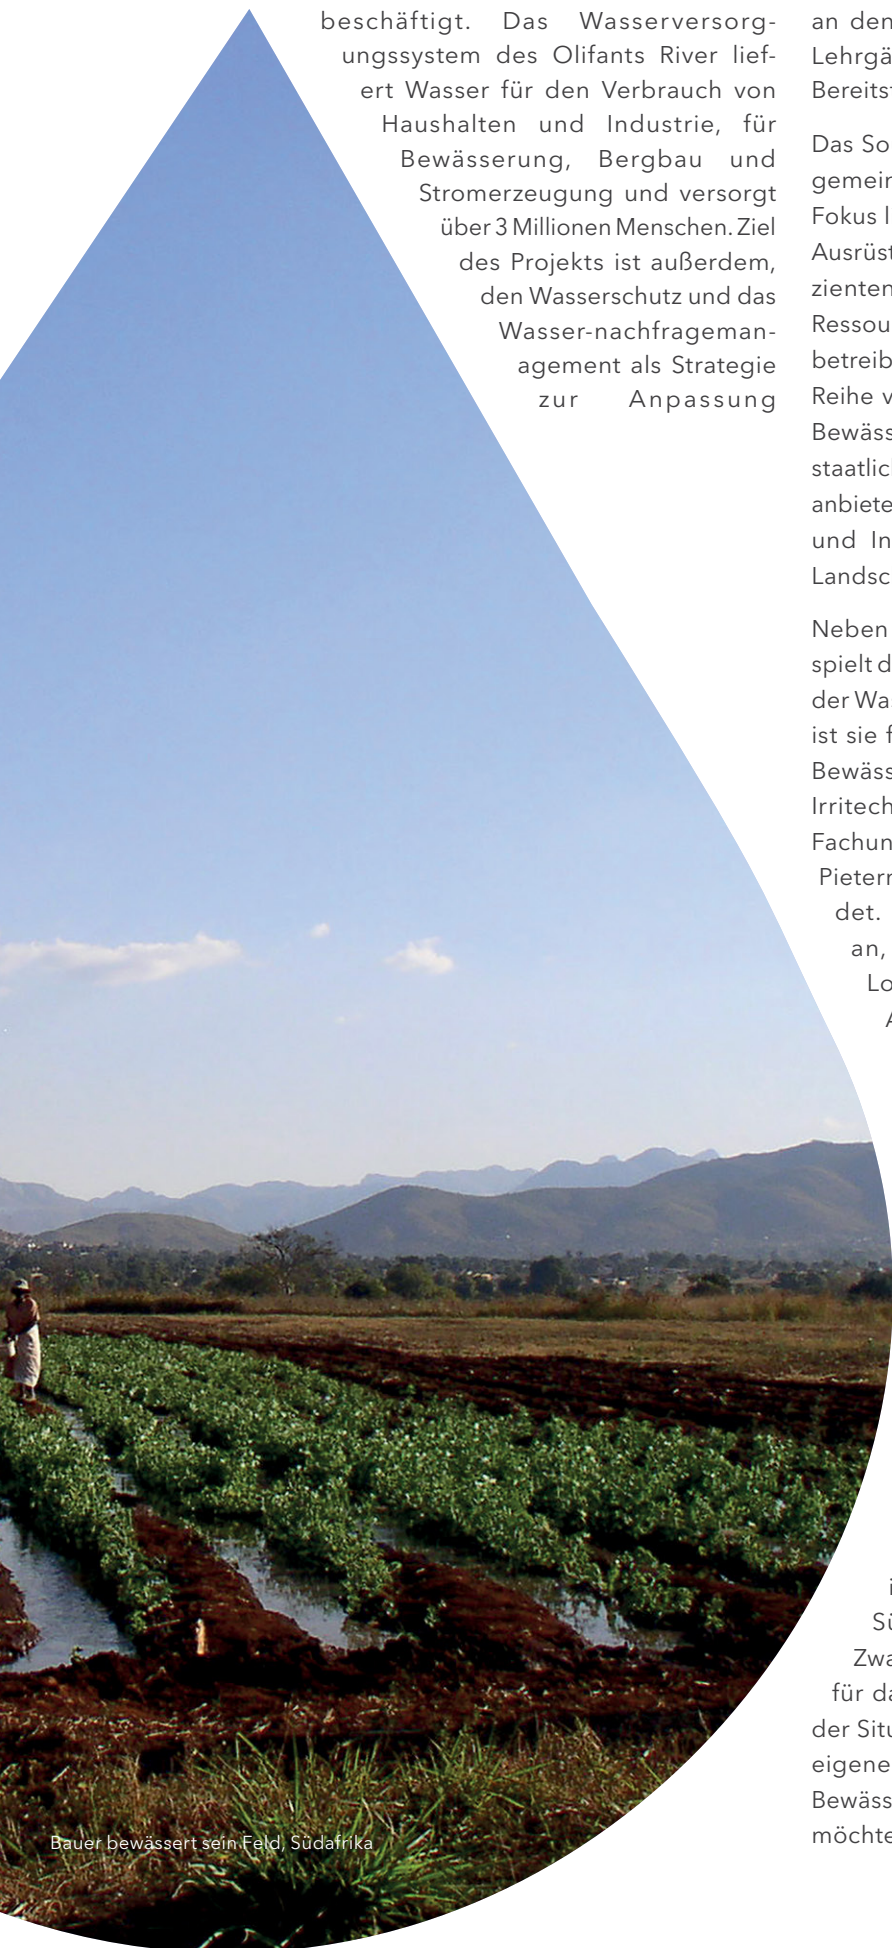 beschäftigt. Das Wasserversorg-
ungssystem des Olifants River lief-
ert Wasser für den Verbrauch von
Haushalten und Industrie, für
Bewässerung, Bergbau und
Stromerzeugung und versorgt
über 3 Millionen Menschen. Ziel
des Projekts ist außerdem,
den Wasserschutz und das
Wasser-nachfrageman-
agement als Strategie
zur Anpassung
an den
Lehrgä
Bereits
Das So
gemein
Fokus l
Ausrüst
zienten
Ressou
betreib
Reihe v
Bewäss
staatlic
anbiete
und In
Landsc
Neben
spielt d
der Was
ist sie f
Bewäss
Irritech
Fachun
Pieterm
det.
an,
Lo
A
i
Sü
Zwa
für da
der Situ
eigene
Bewäss
möchte
Bauer bewässert sein Feld, Südafrika